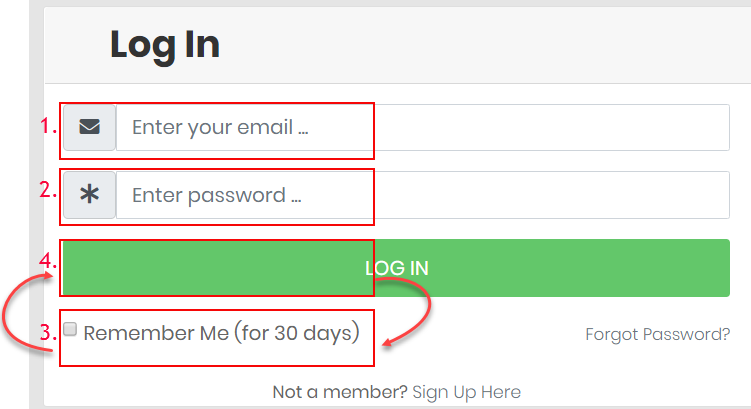 Log In
1. Enter your email ...
2. Enter password ...
4. LOG IN
3. Remember Me (for 30 days) Forgot Password?
Not a member? Sign Up Here